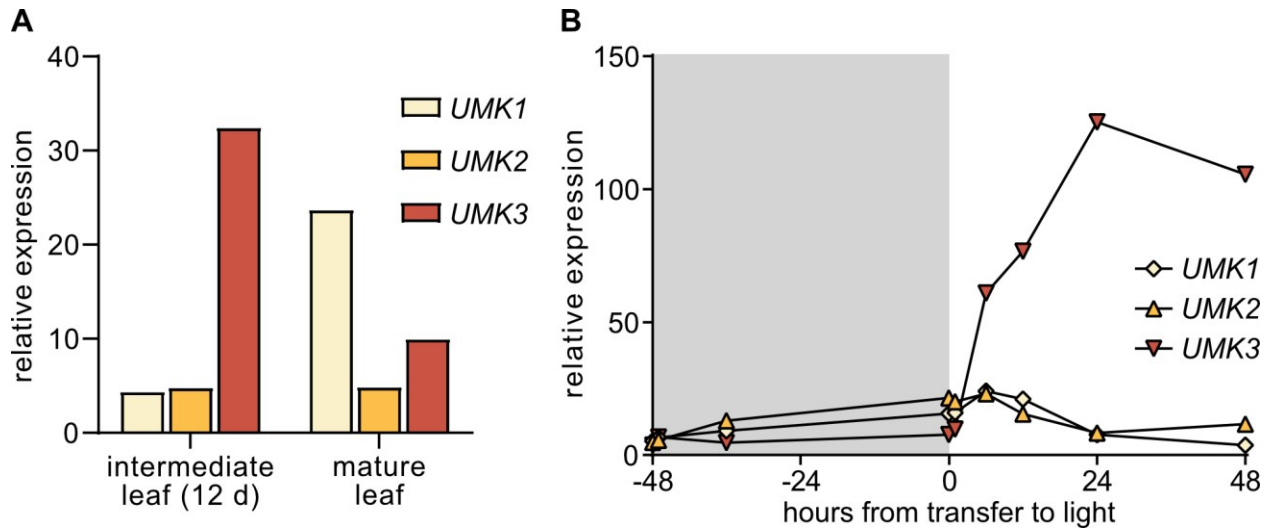 A
relative expression
40
30
20
10
0
UMK1
UMK2
UMK3
intermediate
leaf (12 d)
mature
leaf
B
relative expression
150
100
50
0
UMK1
UMK2
UMK3
-48
-24
0
24
48
hours from transfer to light